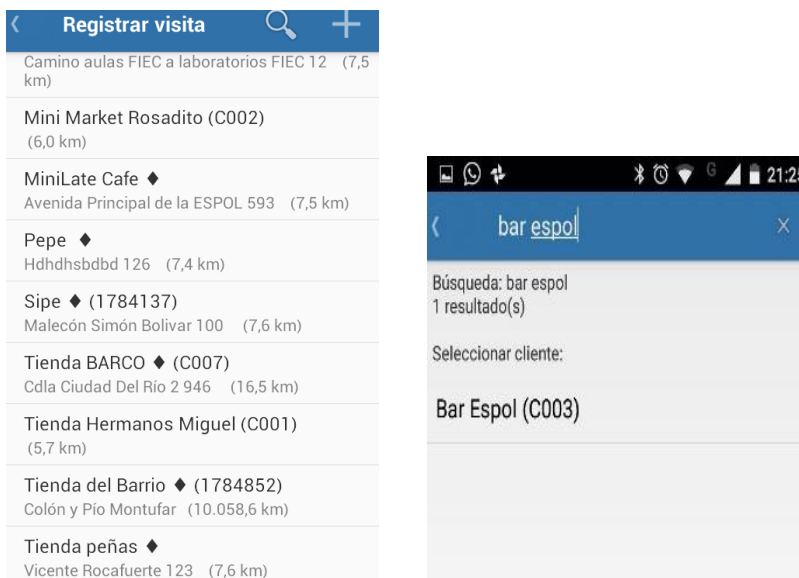 Registrar visita
Camino aulas FIEC a laboratorios FIEC 12 (7,5
km)
Mini Market Rosadito (C002)
(6,0 km)
MiniLate Cafe ♦
Avenida Principal de la ESPOL 593 (7,5 km)
Pepe ♦
Hdhdhsbdbd 126 (7,4 km)
Sipe ♦ (1784137)
Malecón Simón Bolivar 100 (7,6 km)
Tienda BARCO ♦ (C007)
Cdla Ciudad Del Río 2 946 (16,5 km)
Tienda Hermanos Miguel (C001)
(5,7 km)
Tienda del Barrio ♦ (1784852)
Colón y Pío Montufar (10.058,6 km)
Tienda peñas ♦
Vicente Rocafuerte 123 (7,6 km)
G 21:25
bar espol
Búsqueda: bar espol
1 resultado(s)
Seleccionar cliente:
Bar Espol (C003)